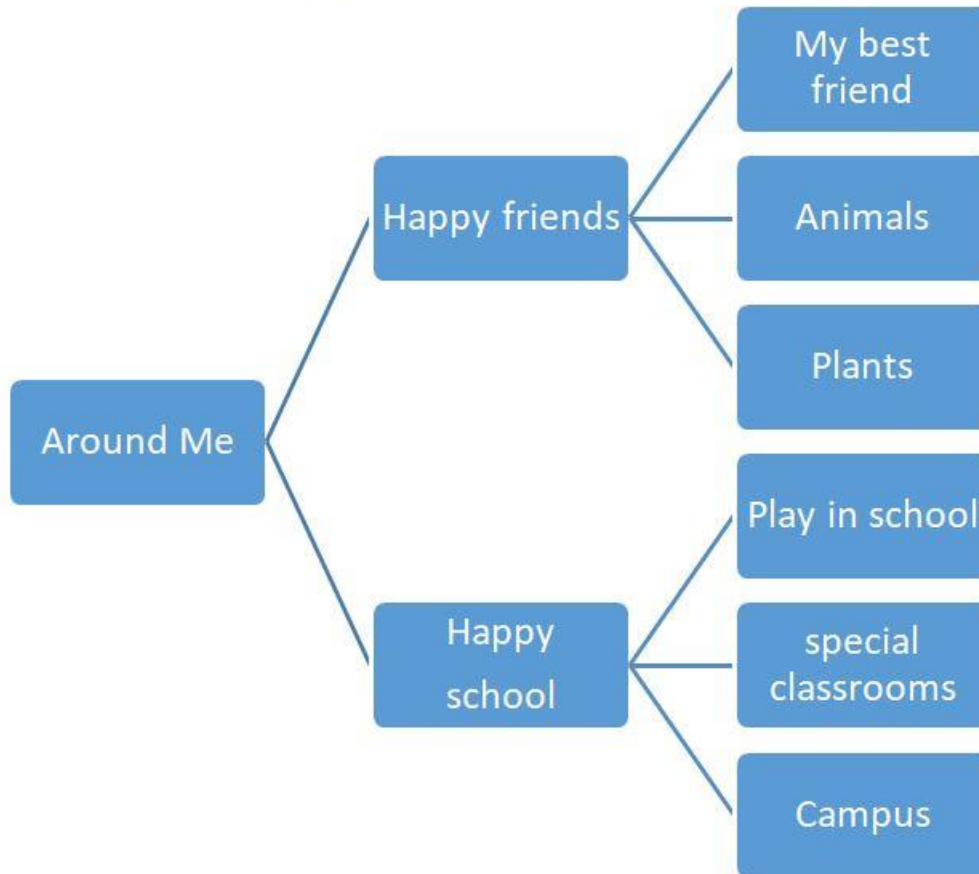 Around Me
Happy friends
My best
friend
Animals
Plants
Happy
school
Play in school
special
classrooms
Campus